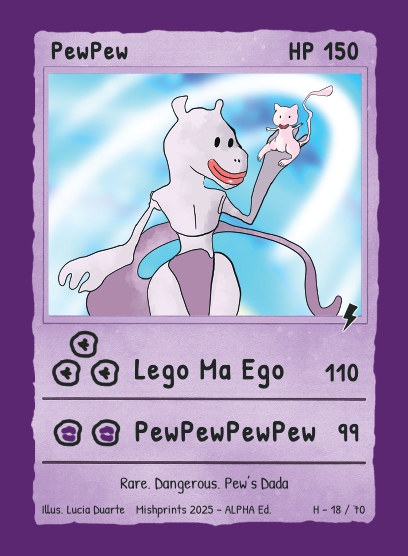 PewPew HP 150
Lego Ma Ego 110
PewPewPewPew 99
Rare. Dangerous. Pew's Dada
Illus. Lucia Duarte Mishprints 2025 - ALPHA Ed. H - 18 / 70